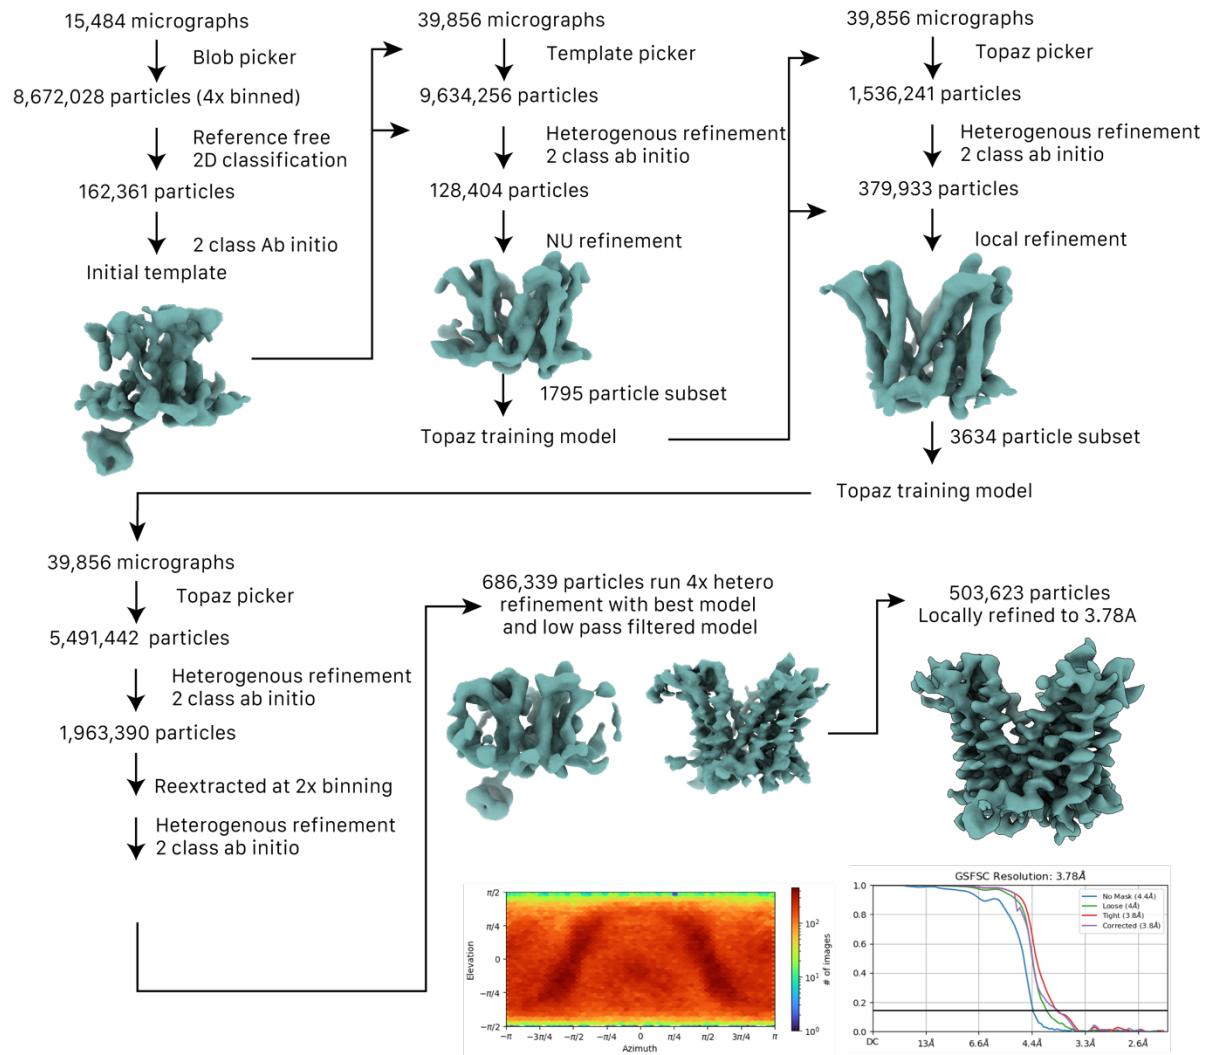 15,484 micrographs
Blob picker
8,672,028 particles (4x binned)
Reference free
2D classification
162,361 particles
2 class Ab initio
Initial template
39,856 micrographs
Template picker
9,634,256 particles
Heterogenous refinement
2 class ab initio
128,404 particles
NU refinement
1795 particle subset
Topaz training model
39,856 micrographs
Topaz picker
1,536,241 particles
Heterogenous refinement
2 class ab initio
379,933 particles
local refinement
3634 particle subset
Topaz training model
39,856 micrographs
Topaz picker
5,491,442 particles
Heterogenous refinement
2 class ab initio
1,963,390 particles
Reextracted at 2x binning
Heterogenous refinement
2 class ab initio
686,339 particles run 4x hetero
refinement with best model
and low pass filtered model
503,623 particles
Locally refined to 3.78A
π/2
π/4
0
−π/4
−π/2
Elevation
−π
−3π/4
−π/2
−π/4
0
π/4
π/2
3π/4
π
Azimuth
10²
10¹
10⁰
# of images
GSFSC Resolution: 3.78Å
1.0
0.8
0.6
0.4
0.2
0.0
No Mask (4.4Å)
Loose (4Å)
Tight (3.8Å)
Corrected (3.8Å)
DC
13Å
6.6Å
4.4Å
3.3Å
2.6Å